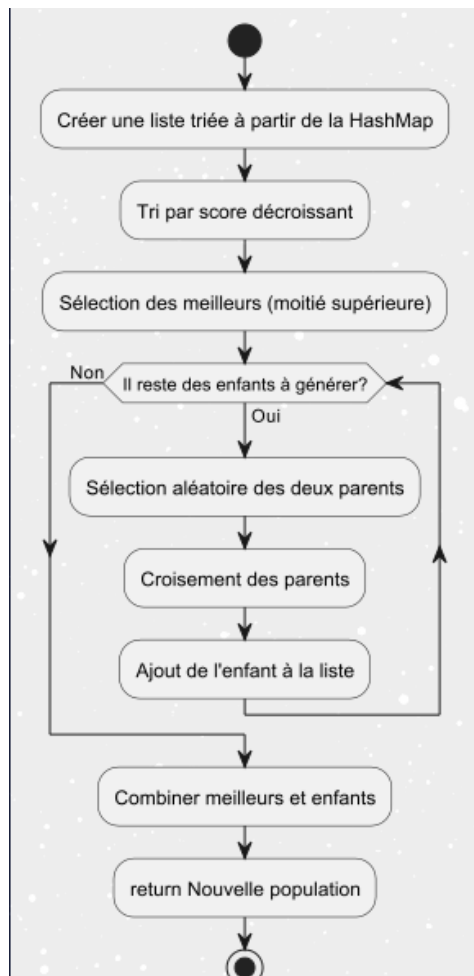 Créer une liste triée à partir de la HashMap
Tri par score décroissant
Sélection des meilleurs (moitié supérieure)
Non
Il reste des enfants à générer?
Oui
Sélection aléatoire des deux parents
Croisement des parents
Ajout de l'enfant à la liste
Combiner meilleurs et enfants
return Nouvelle population